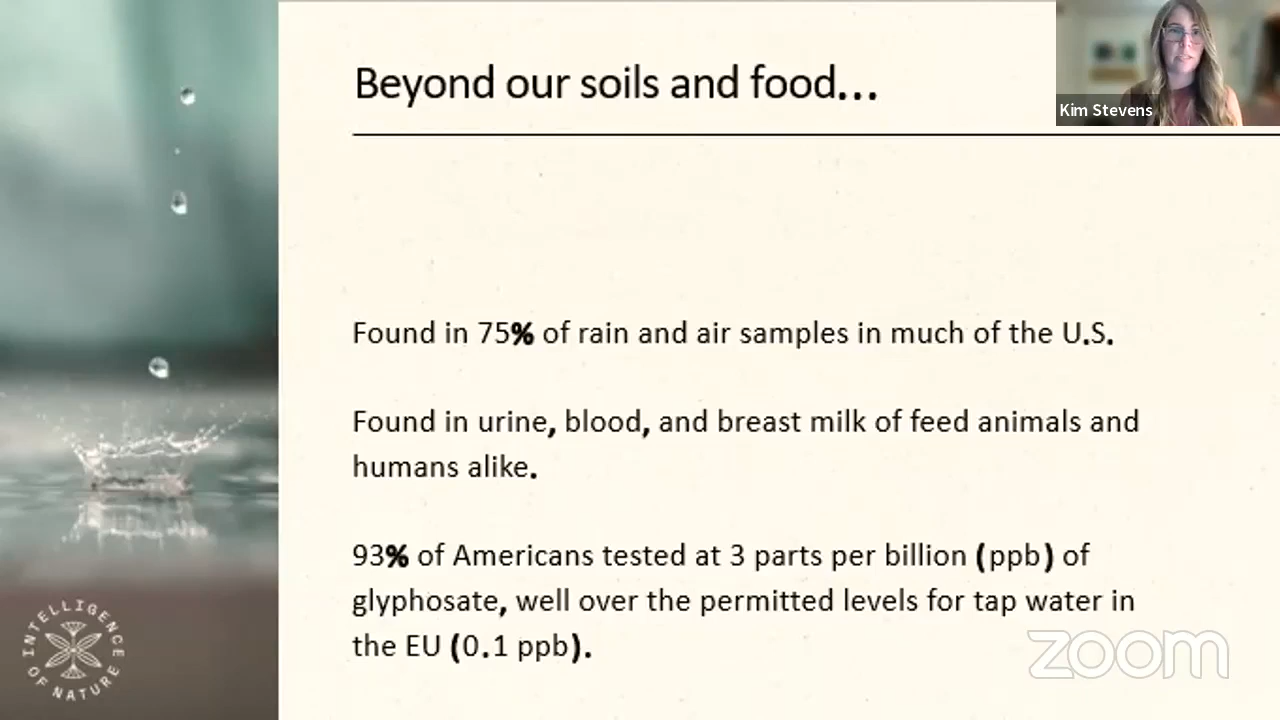 Beyond our soils and food...
Kim Stevens
Found in 75% of rain and air samples in much of the U.S.
Found in urine, blood, and breast milk of feed animals and
humans alike.
93% of Americans tested at 3 parts per billion (ppb) of
glyphosate, well over the permitted levels for tap water in
the EU (0.1 ppb).
INTELLIGENCE OF NATURE
zoom